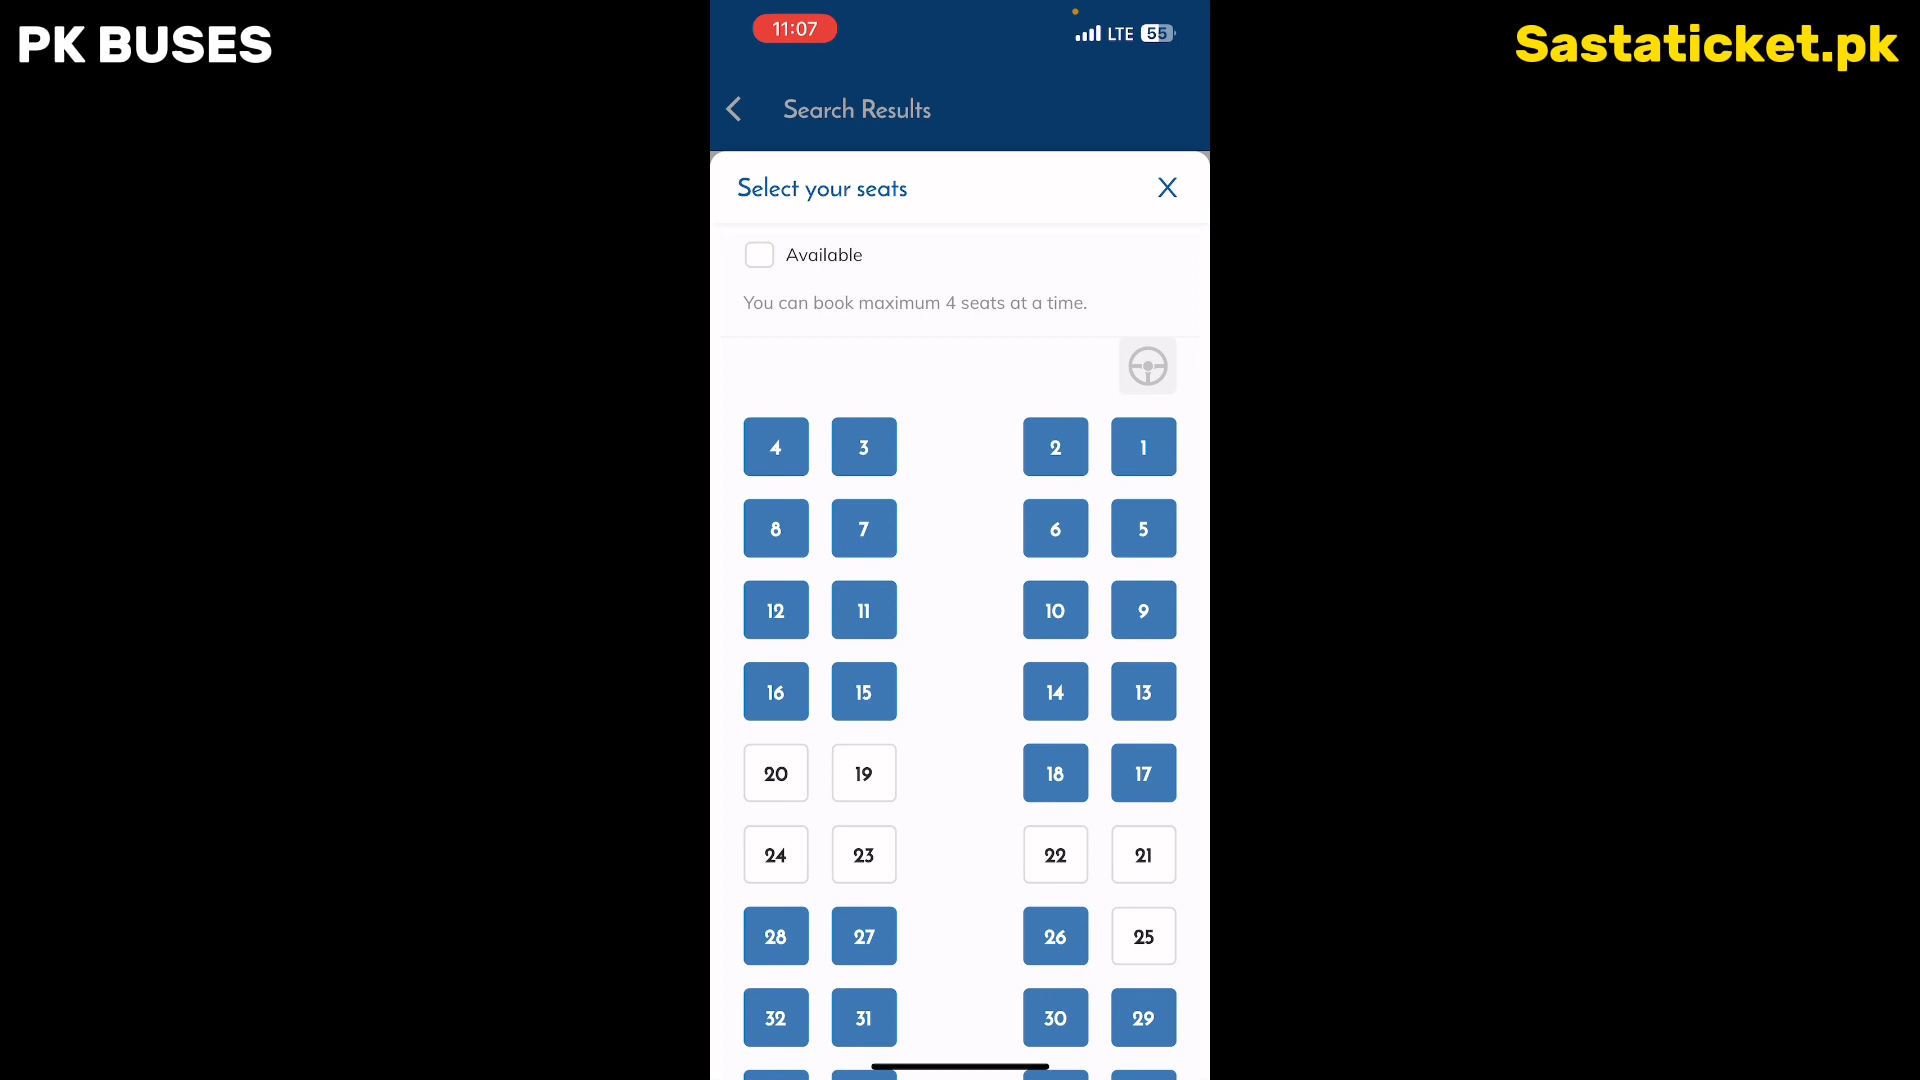 PK BUSES
Sastaticket.pk
11:07
LTE 55
Search Results
Select your seats X
Available
You can book maximum 4 seats at a time.
4 3 2 1
8 7 6 5
12 11 10 9
16 15 14 13
20 19 18 17
24 23 22 21
28 27 26 25
32 31 30 29